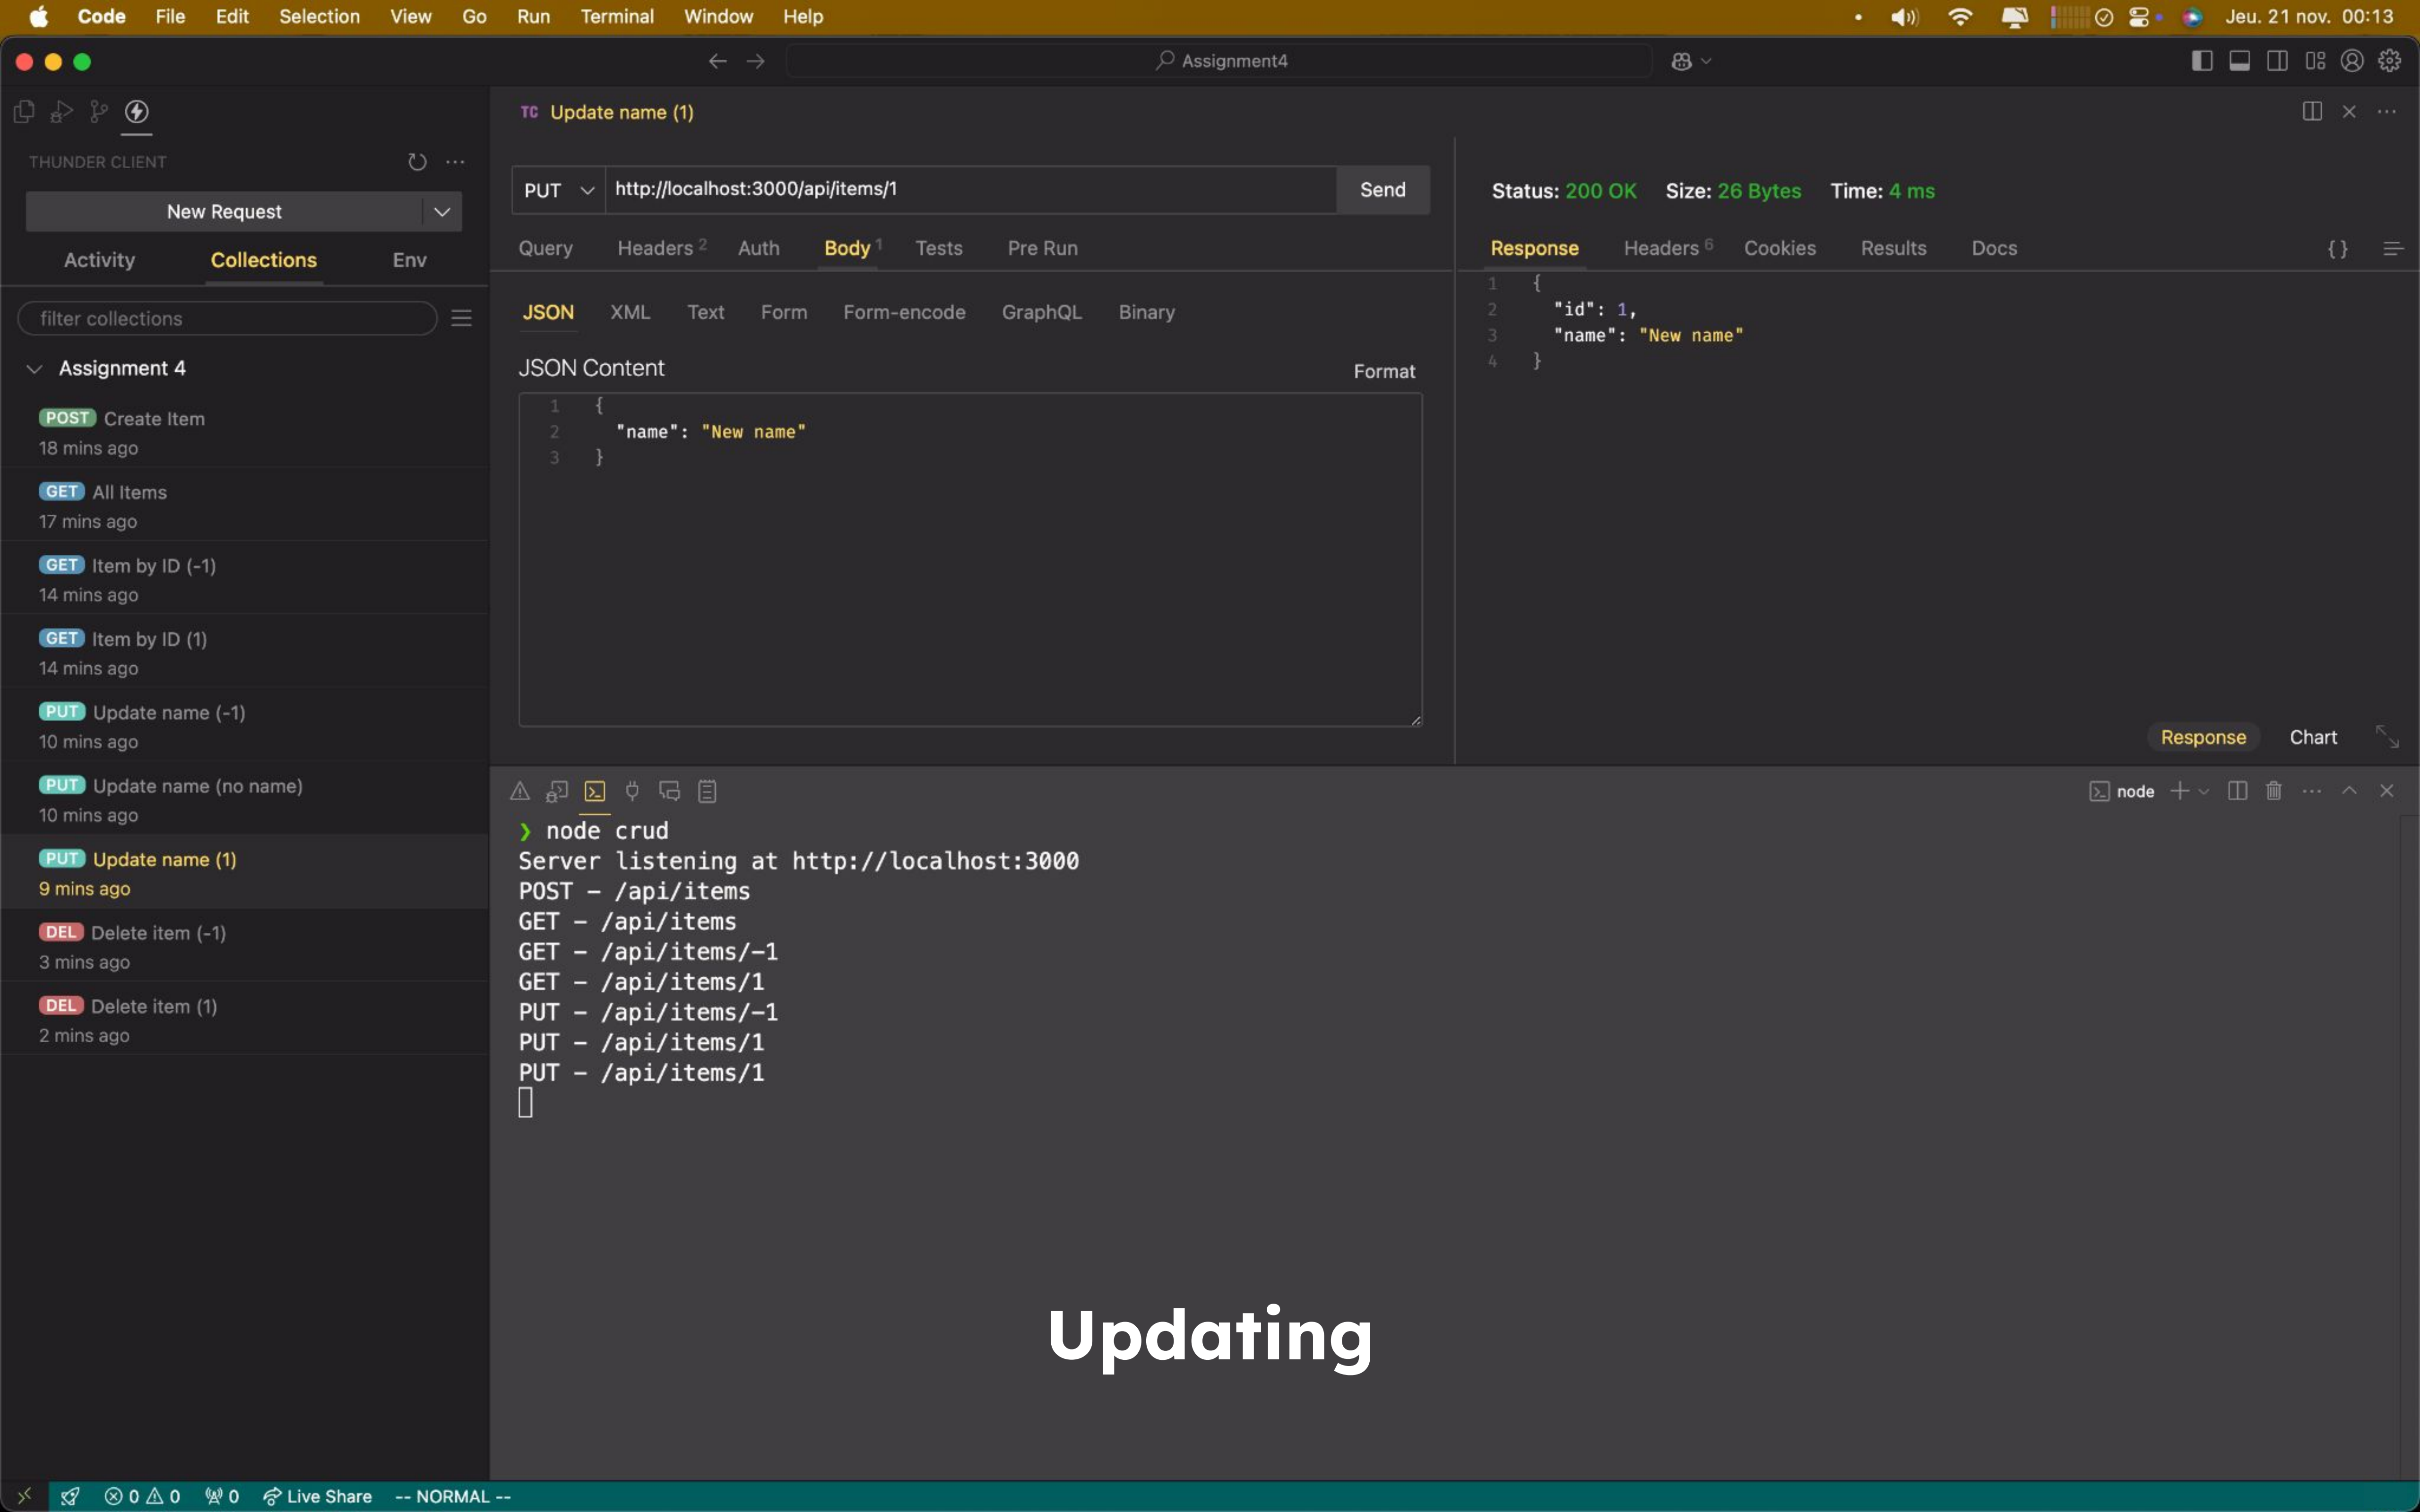 Code File Edit Selection View Go Run Terminal Window Help
Jeu. 21 nov. 00:13
Assignment4
THUNDER CLIENT
New Request
Activity Collections Env
filter collections
Assignment 4
POST Create Item
18 mins ago
GET All Items
17 mins ago
GET Item by ID (-1)
14 mins ago
GET Item by ID (1)
14 mins ago
PUT Update name (-1)
10 mins ago
PUT Update name (no name)
10 mins ago
PUT Update name (1)
9 mins ago
DEL Delete item (-1)
3 mins ago
DEL Delete item (1)
2 mins ago
TC Update name (1)
PUT http://localhost:3000/api/items/1 Send
Query Headers 2 Auth Body 1 Tests Pre Run
JSON XML Text Form Form-encode GraphQL Binary
JSON Content Format
1 {
2 "name": "New name"
3 }
Status: 200 OK Size: 26 Bytes Time: 4 ms
Response Headers 6 Cookies Results Docs {}
1 {
2 "id": 1,
3 "name": "New name"
4 }
Response Chart
node
❯ node crud
Server listening at http://localhost:3000
POST – /api/items
GET – /api/items
GET – /api/items/-1
GET – /api/items/1
PUT – /api/items/-1
PUT – /api/items/1
PUT – /api/items/1
Updating
0 0 0 Live Share -- NORMAL --